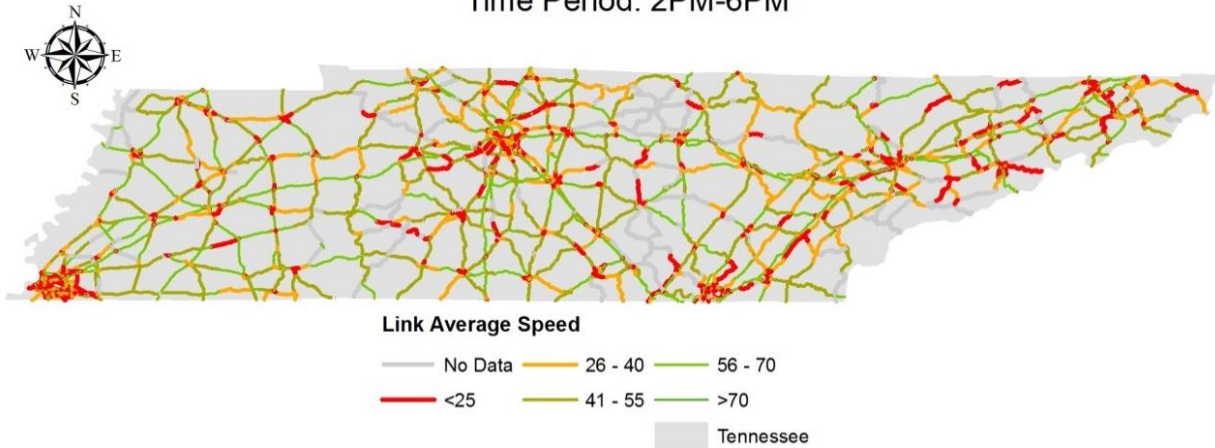 Time Period: 2PM-6PM
N
W E
S
Link Average Speed
No Data 26 - 40 56 - 70
<25 41 - 55 >70
Tennessee